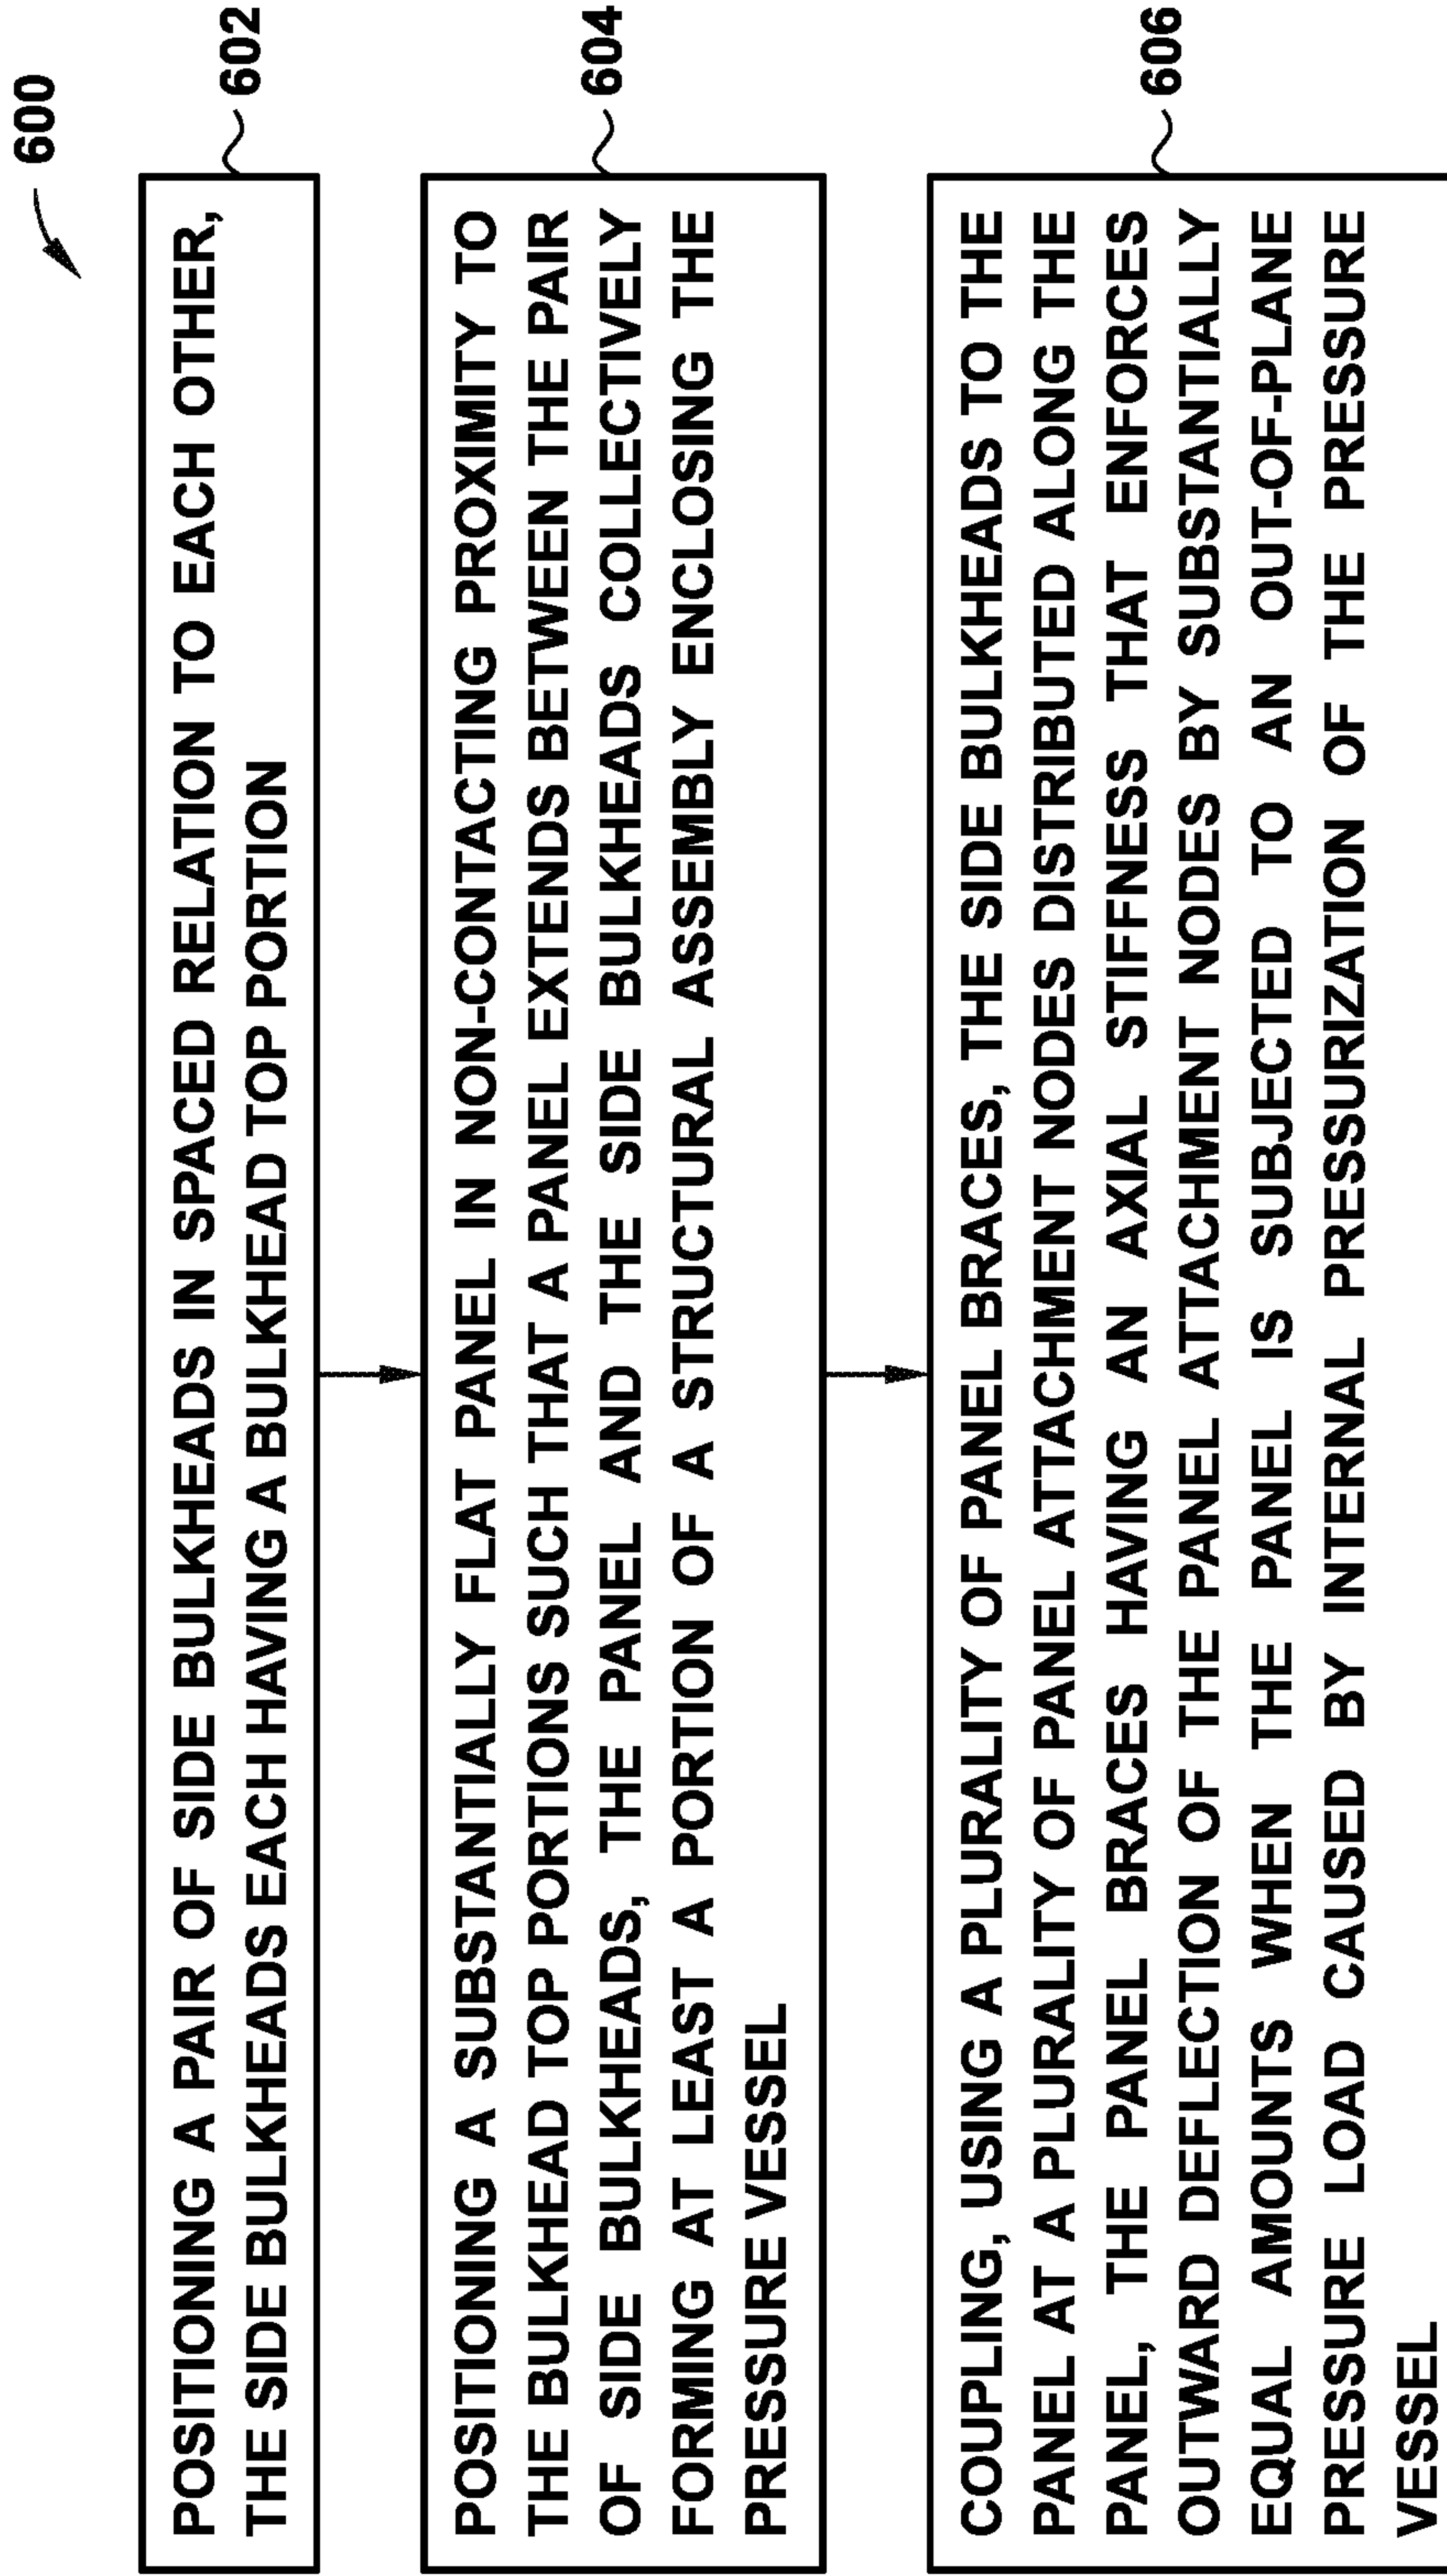 600
POSITIONING A PAIR OF SIDE BULKHEADS IN SPACED RELATION TO EACH OTHER,
THE SIDE BULKHEADS EACH HAVING A BULKHEAD TOP PORTION
602
POSITIONING A SUBSTANTIALLY FLAT PANEL IN NON-CONTACTING PROXIMITY TO
THE BULKHEAD TOP PORTIONS SUCH THAT A PANEL EXTENDS BETWEEN THE PAIR
OF SIDE BULKHEADS, THE PANEL AND THE SIDE BULKHEADS COLLECTIVELY
FORMING AT LEAST A PORTION OF A STRUCTURAL ASSEMBLY ENCLOSING THE
PRESSURE VESSEL
604
COUPLING, USING A PLURALITY OF PANEL BRACES, THE SIDE BULKHEADS TO THE
PANEL AT A PLURALITY OF PANEL ATTACHMENT NODES DISTRIBUTED ALONG THE
PANEL, THE PANEL BRACES HAVING AN AXIAL STIFFNESS THAT ENFORCES
OUTWARD DEFLECTION OF THE PANEL ATTACHMENT NODES BY SUBSTANTIALLY
EQUAL AMOUNTS WHEN THE PANEL IS SUBJECTED TO AN OUT-OF-PLANE
PRESSURE LOAD CAUSED BY INTERNAL PRESSURIZATION OF THE PRESSURE
VESSEL
606